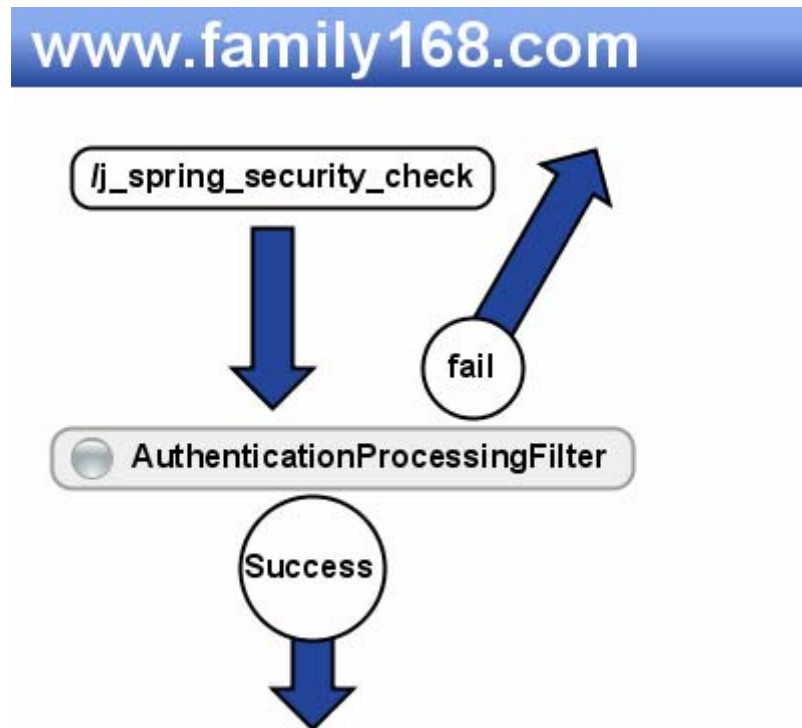 www.family168.com
/j_spring_security_check
fail
AuthenticationProcessingFilter
Success